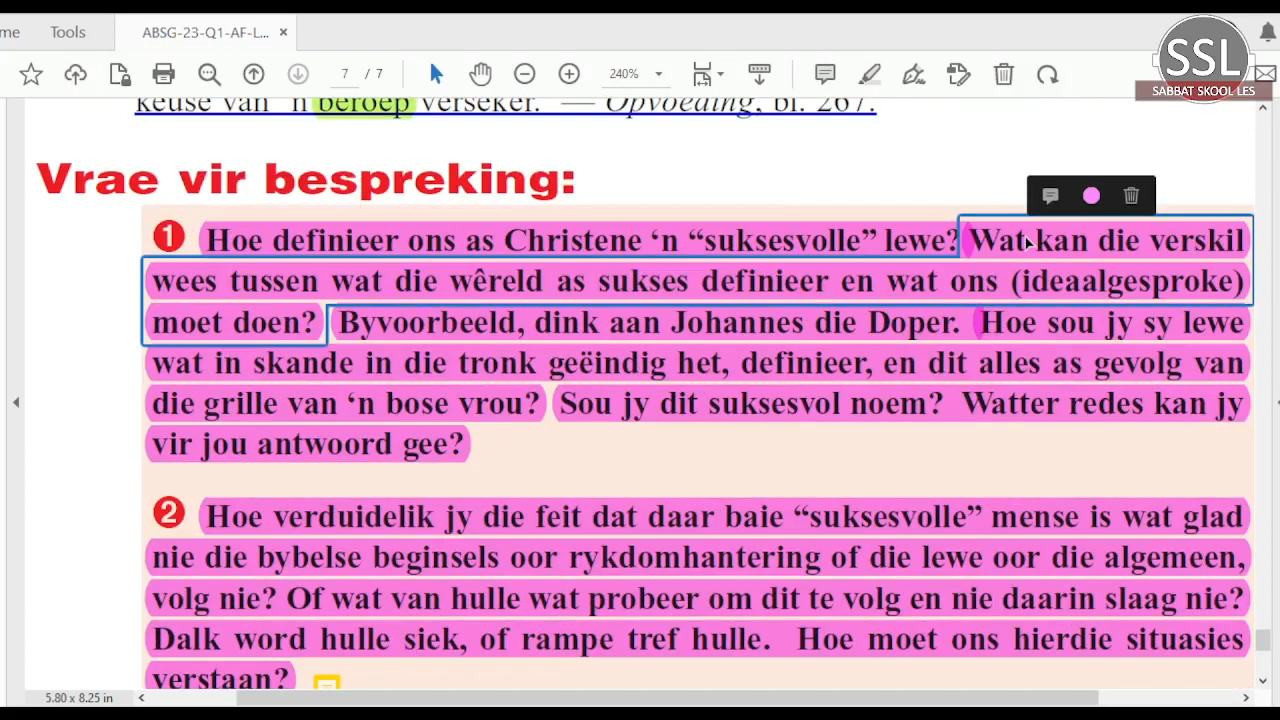 me Tools ABSG-23-Q1-AF-L... ×
SSL
SABBAT SKOOL LES
7 / 7 240%
keuse van 'n beroep verseker." — Opvoeding, bl. 267.
Vrae vir bespreking:
1 Hoe definieer ons as Christene ‘n “suksesvolle” lewe? Wat kan die verskil
wees tussen wat die wêreld as sukses definieer en wat ons (ideaalgesproke)
moet doen? Byvoorbeeld, dink aan Johannes die Doper. Hoe sou jy sy lewe
wat in skande in die tronk geëindig het, definieer, en dit alles as gevolg van
die grille van ‘n bose vrou? Sou jy dit suksesvol noem? Watter redes kan jy
vir jou antwoord gee?
2 Hoe verduidelik jy die feit dat daar baie “suksesvolle” mense is wat glad
nie die bybelse beginsels oor rykdomhantering of die lewe oor die algemeen,
volg nie? Of wat van hulle wat probeer om dit te volg en nie daarin slaag nie?
Dalk word hulle siek, of rampe tref hulle. Hoe moet ons hierdie situasies
verstaan?
5.80 x 8.25 in